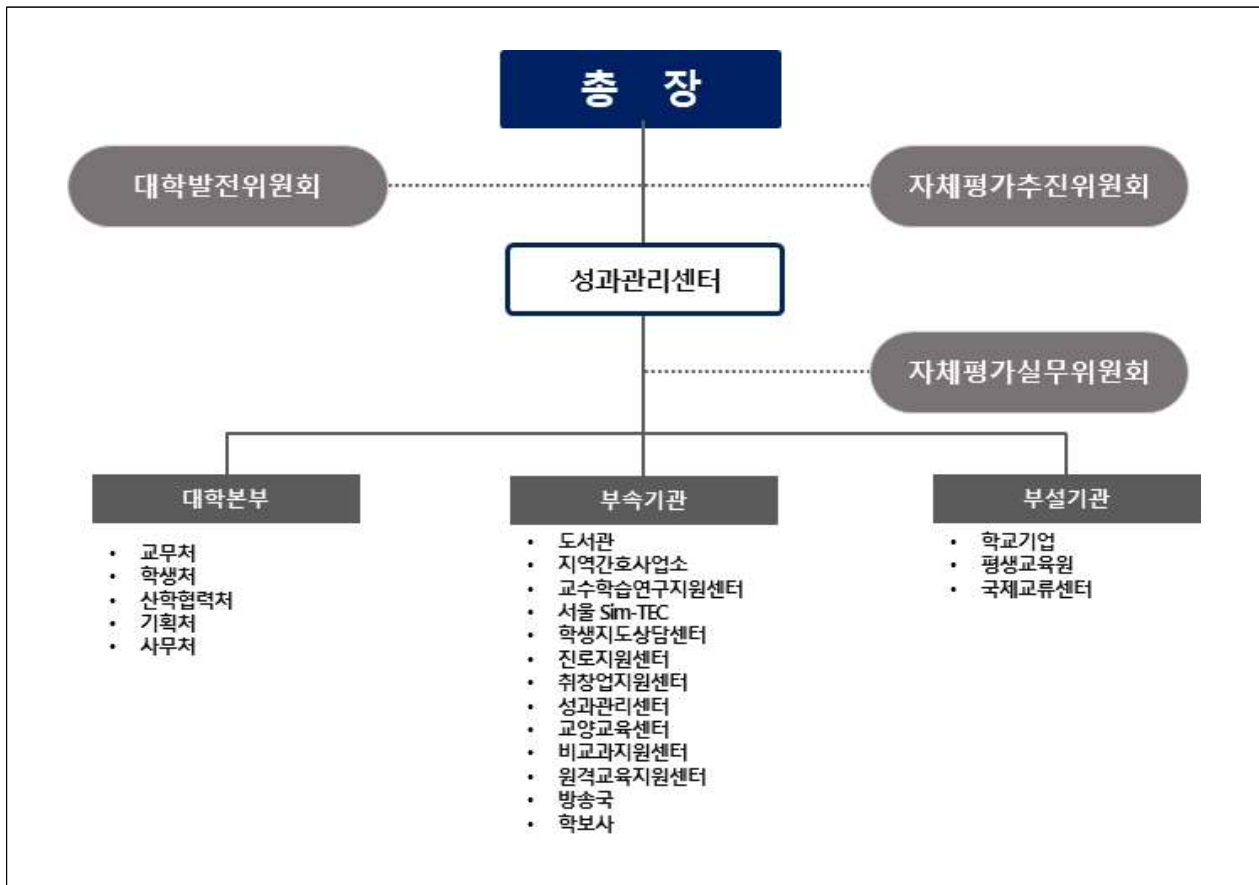 총 장
대학발전위원회
자체평가추진위원회
성과관리센터
자체평가실무위원회
대학본부
• 교무처
• 학생처
• 산학협력처
• 기획처
• 사무처
부속기관
• 도서관
• 지역간호사업소
• 교수학습연구지원센터
• 서울 Sim-TEC
• 학생지도상담센터
• 진로지원센터
• 취창업지원센터
• 성과관리센터
• 교양교육센터
• 비교과지원센터
• 원격교육지원센터
• 방송국
• 학보사
부설기관
• 학교기업
• 평생교육원
• 국제교류센터